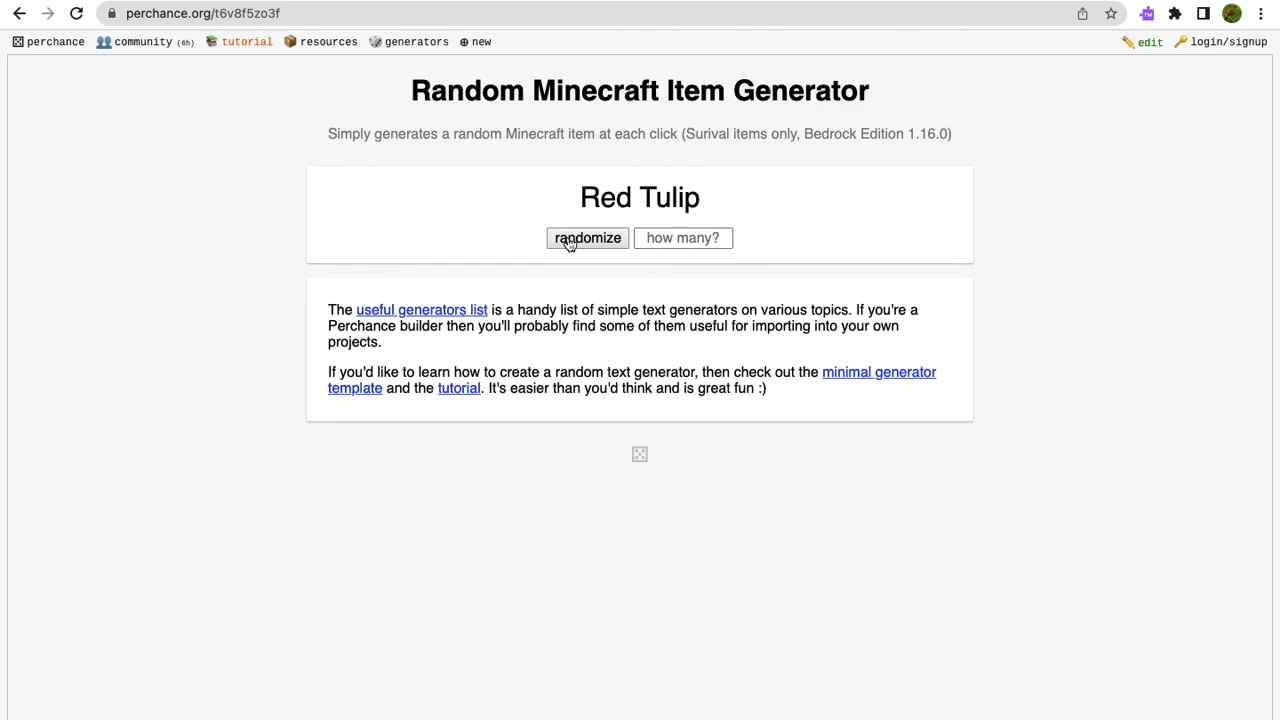 perchance.org/t6v8f5zo3f
perchance community (6h) tutorial resources generators new edit login/signup
Random Minecraft Item Generator
Simply generates a random Minecraft item at each click (Surival items only, Bedrock Edition 1.16.0)
Red Tulip
randomize how many?
The useful generators list is a handy list of simple text generators on various topics. If you're a
Perchance builder then you'll probably find some of them useful for importing into your own
projects.
If you'd like to learn how to create a random text generator, then check out the minimal generator
template and the tutorial. It's easier than you'd think and is great fun :)